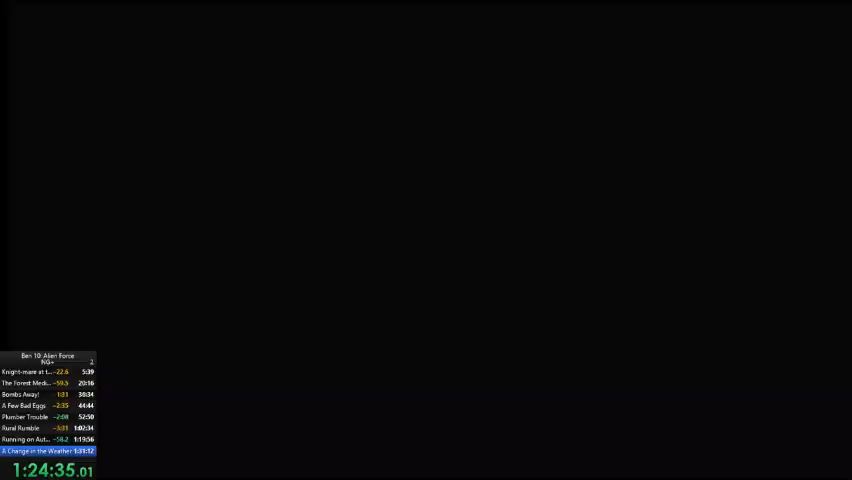 Ben 10: Alien Force
NG+ 2
Knight-mare at t... -22.6 5:39
The Forest Medi... -59.5 20:16
Bombs Away! -1:31 30:34
A Few Bad Eggs -2:35 44:44
Plumber Trouble -2:08 52:50
Rural Rumble -3:31 1:02:34
Running on Aut... -58.2 1:19:56
A Change in the Weather 1:31:12
1:24:35.01